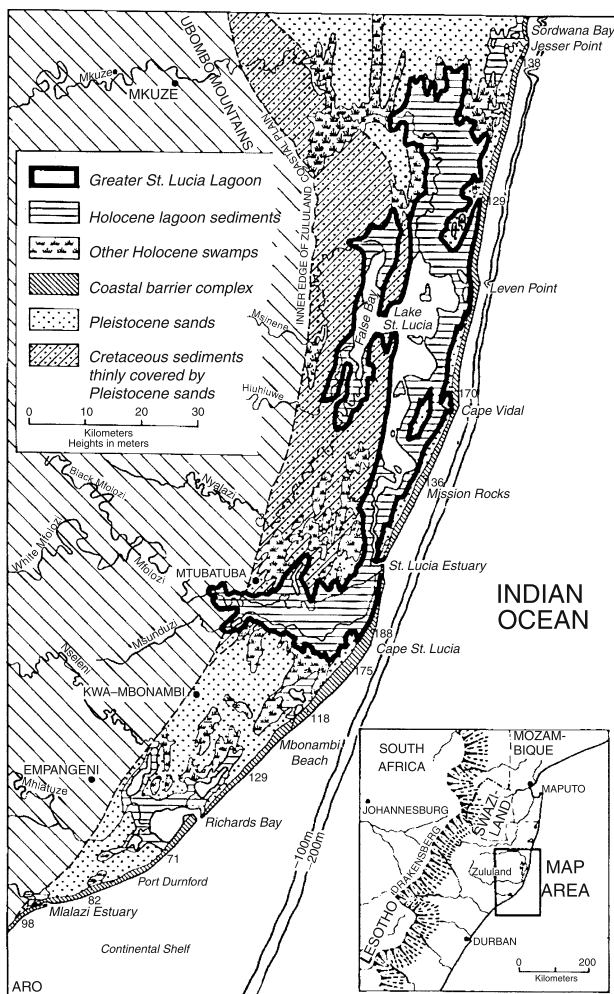 Sordwana Bay
Jesser Point
38
UBOMBO MOUNTAINS
Mkuze
MKUZE
COASTAL PLAIN
INNER EDGE OF ZULULAND
Greater St. Lucia Lagoon
Holocene lagoon sediments
Other Holocene swamps
Coastal barrier complex
Pleistocene sands
Cretaceous sediments
thinly covered by
Pleistocene sands
0 10 20 30
Kilometers
Heights in meters
129
Leven Point
Lake
St. Lucia
False Bay
Msinene
Hluhluwe
170
Cape Vidal
136
Mission Rocks
Nyalazi
Black Mfolozi
White Mfolozi
Mfolozi
MTUBATUBA
St. Lucia Estuary
INDIAN
OCEAN
Msunduzi
188
Cape St. Lucia
175
Nseleni
KWA-MBONAMBI
118
Mbonambi
Beach
129
EMPANGENI
Mhlatuze
Richards Bay
71
Port Durnford
82
98
Mlalazi Estuary
Continental Shelf
-100m
200m
ARO
SOUTH
AFRICA
MOZAM-
BIQUE
SWAZI-
LAND
MAPUTO
JOHANNESBURG
DRAKENSBERG
Zululand
MAP
AREA
LESOTHO
DURBAN
0 200
Kilometers